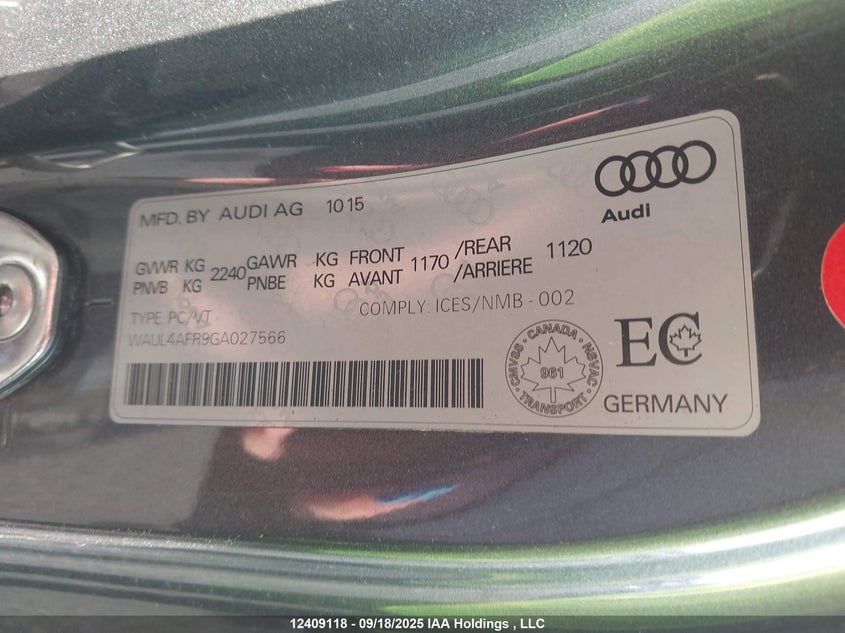 MFD. BY AUDI AG 1015
Audi
GVWR KG 2240 GAWR KG FRONT 1170 /REAR 1120
PNVB KG PNBE KG AVANT /ARRIERE
COMPLY: ICES/NMB - 002
TYPE PC/VT
WAUL4AFR9GA027566
CANADA
CMVSS NSVAC
961
TRANSPORT
EC
GERMANY
12409118 - 09/18/2025 IAA Holdings , LLC